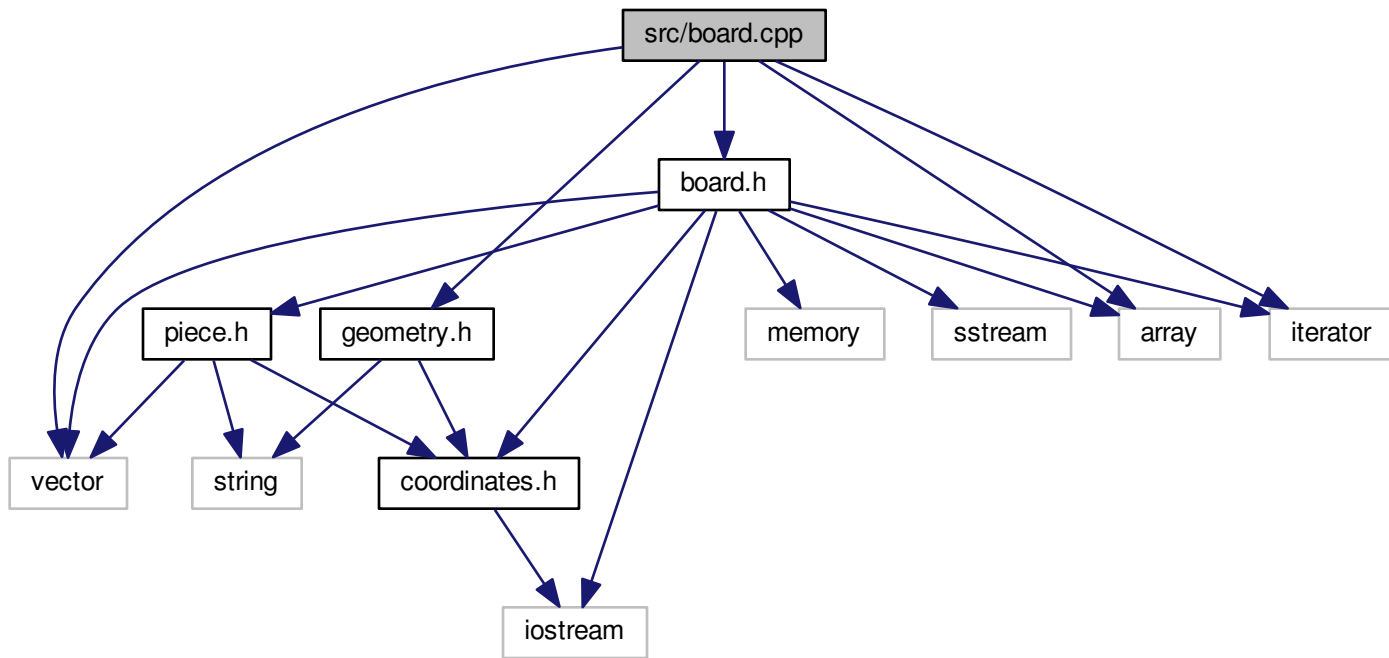 src/board.cpp
board.h
piece.h
geometry.h
memory
sstream
array
iterator
vector
string
coordinates.h
iostream